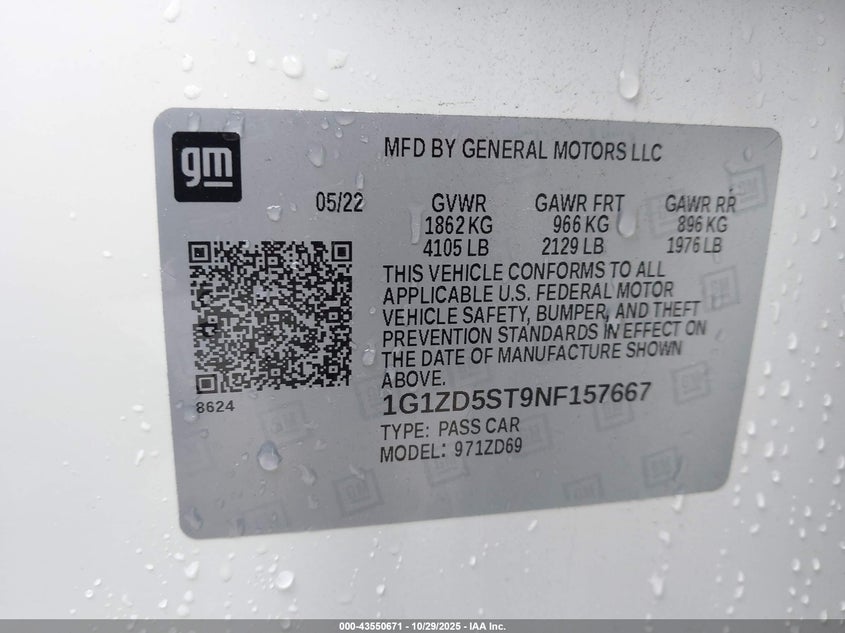 gm
MFD BY GENERAL MOTORS LLC
05/22 GVWR GAWR FRT GAWR RR
1862 KG 966 KG 896 KG
4105 LB 2129 LB 1976 LB
THIS VEHICLE CONFORMS TO ALL
APPLICABLE U.S. FEDERAL MOTOR
VEHICLE SAFETY, BUMPER, AND THEFT
PREVENTION STANDARDS IN EFFECT ON
THE DATE OF MANUFACTURE SHOWN
ABOVE.
8624
1G1ZD5ST9NF157667
TYPE: PASS CAR
MODEL: 971ZD69
000-43550671 - 10/29/2025 - IAA Inc.